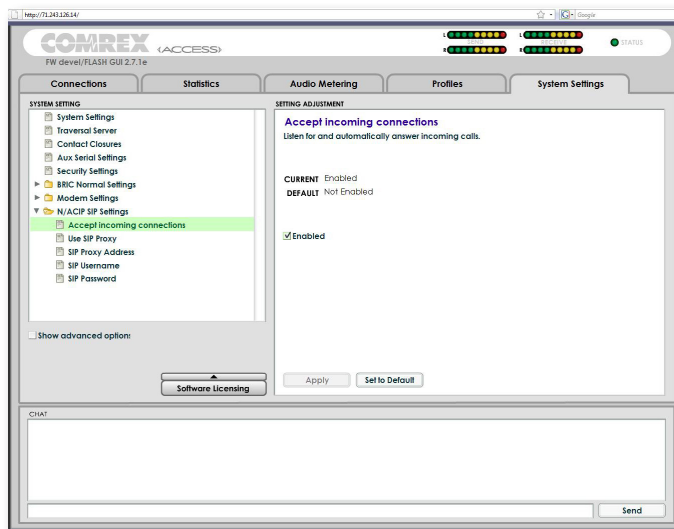 http://71.243.126.14/
Google
COMREX (ACCESS)
L SEND L RECEIVE STATUS
R R
FW devel/FLASH GUI 2.7.1e
Connections Statistics Audio Metering Profiles System Settings
SYSTEM SETTING
System Settings
Traversal Server
Contact Closures
Aux Serial Settings
Security Settings
BRIC Normal Settings
Modem Settings
N/ACIP SIP Settings
Accept incoming connections
Use SIP Proxy
SIP Proxy Address
SIP Username
SIP Password
Show advanced options
Software Licensing
SETTING ADJUSTMENT
Accept incoming connections
Listen for and automatically answer incoming calls.
CURRENT Enabled
DEFAULT Not Enabled
Enabled
Apply Set to Default
CHAT
Send